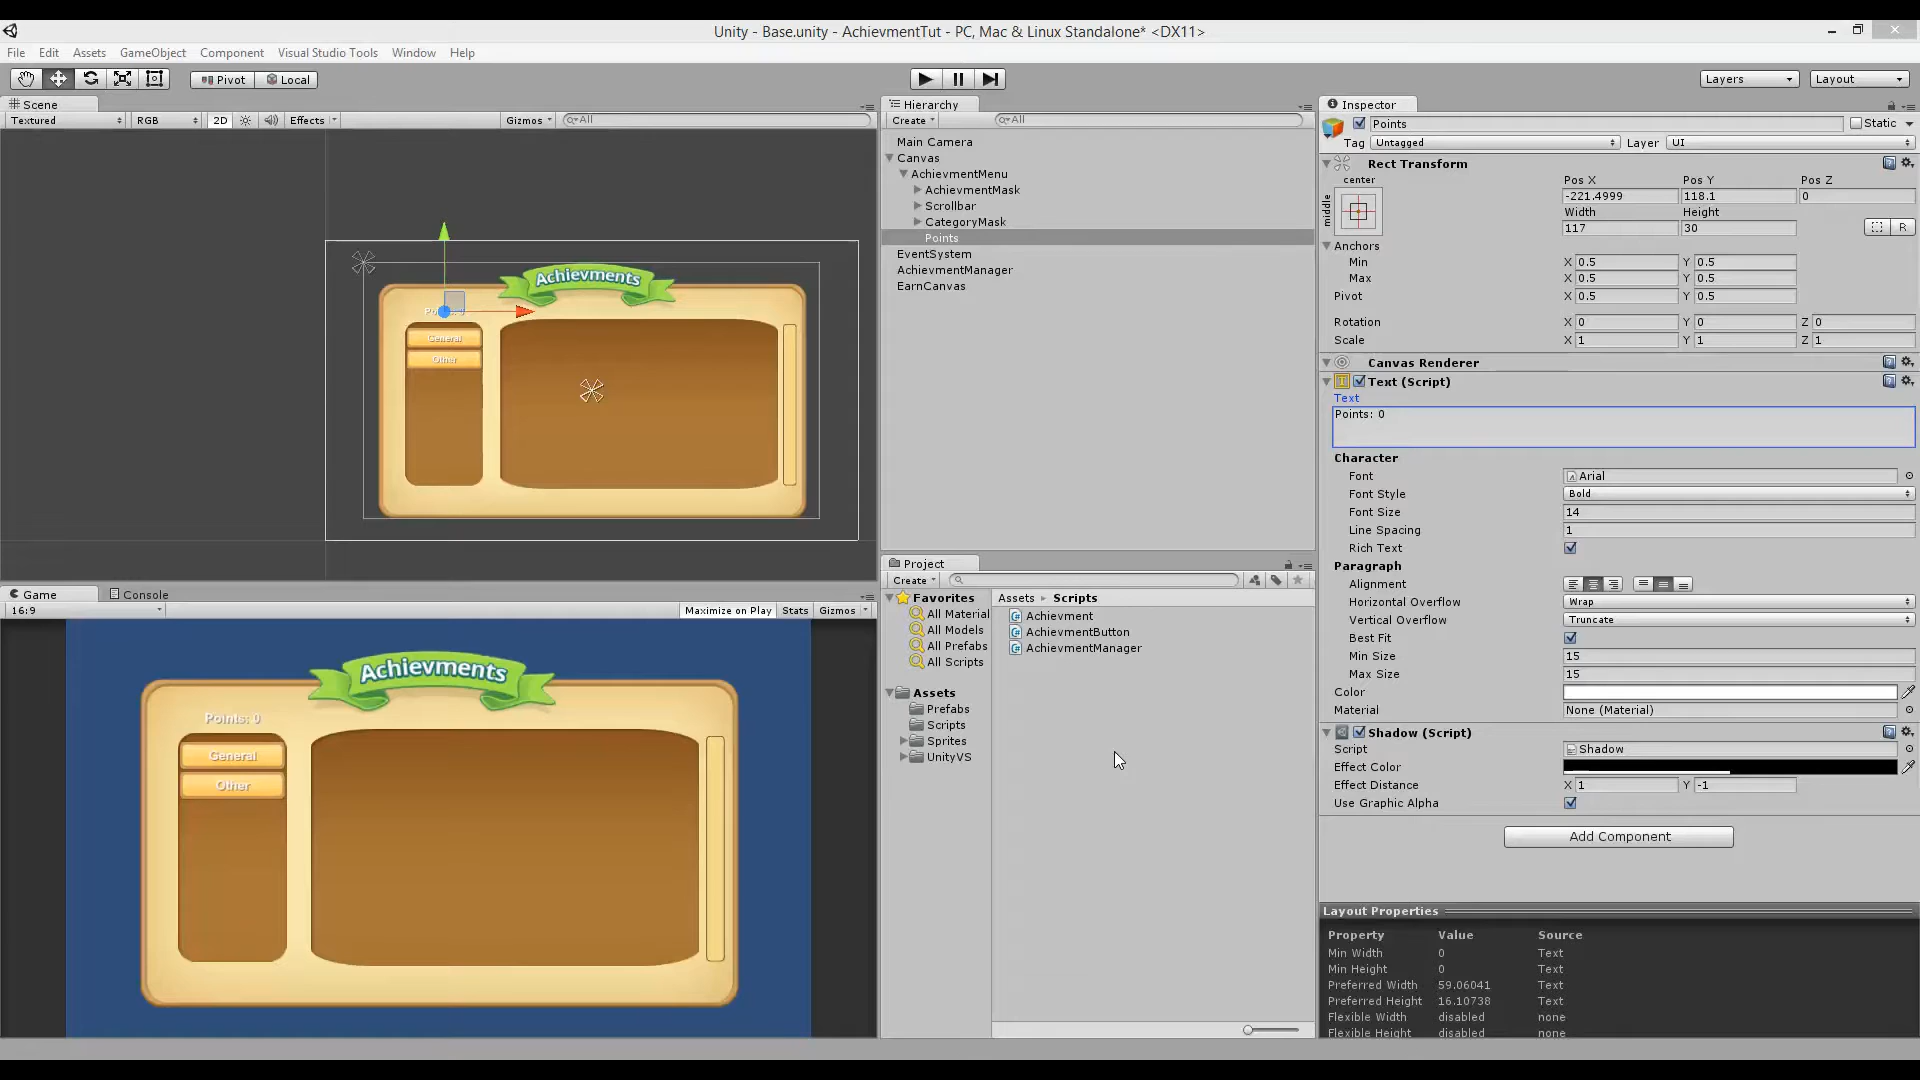 Unity - Base.unity - AchievmentTut - PC, Mac & Linux Standalone* <DX11>
File Edit Assets GameObject Component Visual Studio Tools Window Help
Pivot Local Layers Layout
Scene
Textured RGB 2D Effects Gizmos All
Achievments
General
Other
Game Console
16:9 Maximize on Play Stats Gizmos
Achievments
Points: 0
General
Other
Hierarchy
Create All
Main Camera
Canvas
AchievmentMenu
AchievmentMask
Scrollbar
CategoryMask
Points
EventSystem
AchievmentManager
EarnCanvas
Project
Create
Favorites
All Material
All Models
All Prefabs
All Scripts
Assets
Prefabs
Scripts
Sprites
UnityVS
Assets Scripts
Achievment
AchievmentButton
AchievmentManager
Inspector
Points Static
Tag Untagged Layer UI
Rect Transform
center
middle
Pos X Pos Y Pos Z
-221.4999 118.1 0
Width Height
117 30 R
Anchors
Min X 0.5 Y 0.5
Max X 0.5 Y 0.5
Pivot X 0.5 Y 0.5
Rotation X 0 Y 0 Z 0
Scale X 1 Y 1 Z 1
Canvas Renderer
Text (Script)
Text
Points: 0
Character
Font Arial
Font Style Bold
Font Size 14
Line Spacing 1
Rich Text
Paragraph
Alignment
Horizontal Overflow Wrap
Vertical Overflow Truncate
Best Fit
Min Size 15
Max Size 15
Color
Material None (Material)
Shadow (Script)
Script Shadow
Effect Color
Effect Distance X 1 Y -1
Use Graphic Alpha
Add Component
Layout Properties
Property Value Source
Min Width 0 Text
Min Height 0 Text
Preferred Width 59.06041 Text
Preferred Height 16.10738 Text
Flexible Width disabled none
Flexible Height disabled none